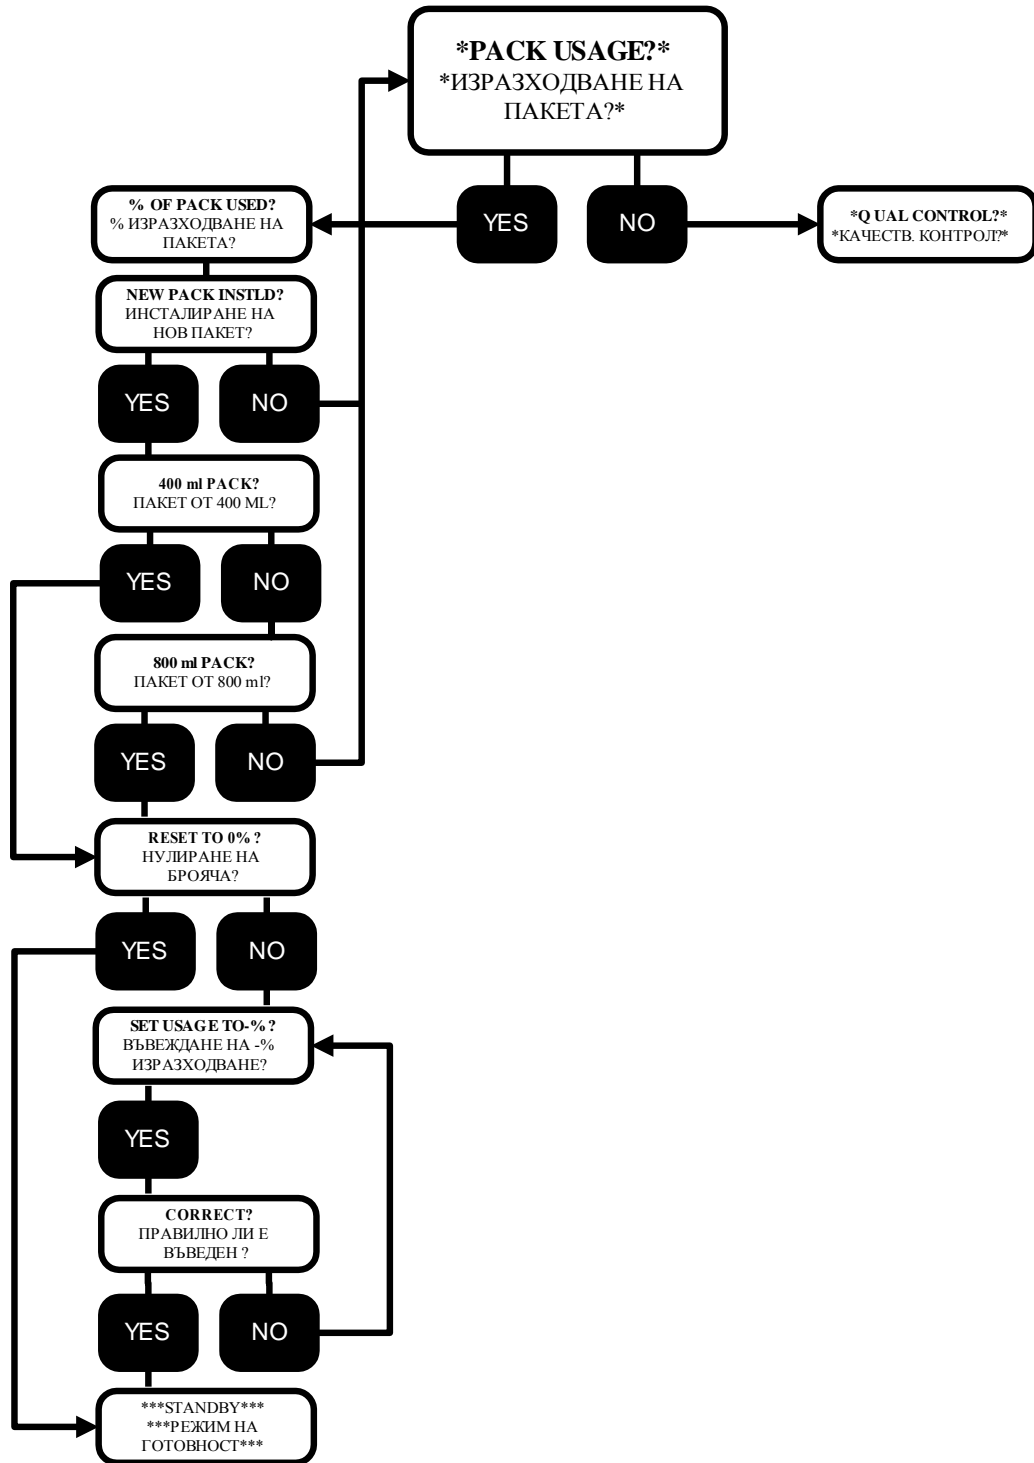 *PACK USAGE?*
*ИЗРАЗХОДВАНЕ НА
ПАКЕТА?*
YES
NO
% OF PACK USED?
% ИЗРАЗХОДВАНЕ НА
ПАКЕТА?
*Q UAL CONTROL?*
*КАЧЕСТВ. КОНТРОЛ?*
NEW PACK INSTLD?
ИНСТАЛИРАНЕ НА
НОВ ПАКЕТ?
YES
NO
400 ml PACK?
ПАКЕТ ОТ 400 ML?
YES
NO
800 ml PACK?
ПАКЕТ ОТ 800 ml?
YES
NO
RESET TO 0% ?
НУЛИРАНЕ НА
БРОЯЧА?
YES
NO
SET USAGE TO-% ?
ВЪВЕЖДАНЕ НА -%
ИЗРАЗХОДВАНЕ?
YES
CORRECT?
ПРАВИЛНО ЛИ Е
ВЪВЕДЕН ?
YES
NO
***STANDBY***
***РЕЖИМ НА
ГОТОВНОСТ***